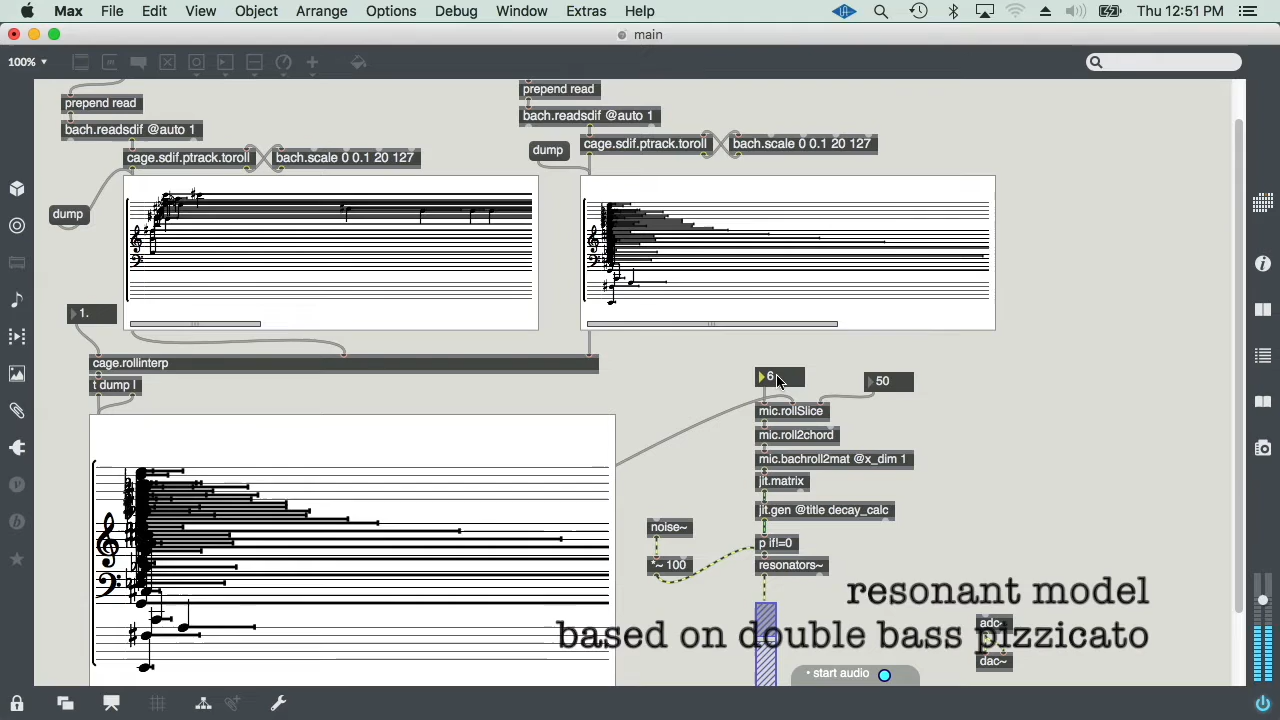 Max File Edit View Object Arrange Options Debug Window Extras Help Thu 12:51 PM
main
100%
prepend read
prepend read
bach.readsdif @auto 1
bach.readsdif @auto 1
cage.sdif.ptrack.toroll bach.scale 0 0.1 20 127
dump cage.sdif.ptrack.toroll bach.scale 0 0.1 20 127
dump
1.
cage.rollinterp
t dump l
6 50
mic.rollSlice
mic.roll2chord
mic.bachroll2mat @x_dim 1
jit.matrix
jit.gen @title decay_calc
noise~
p if!=0
*~ 100 resonators~
resonant model
based on double bass pizzicato
adc~
dac~
• start audio